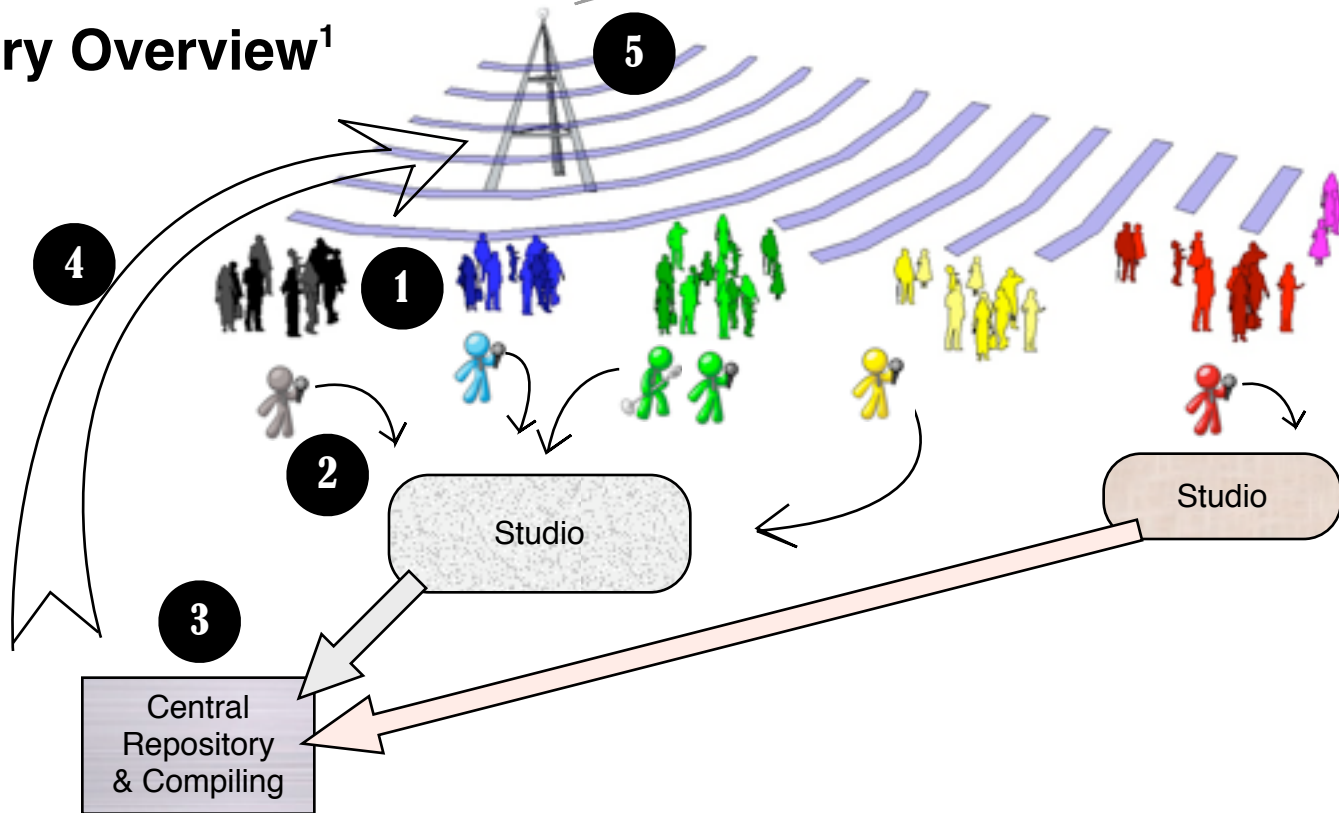 ry Overview¹
5
4
1
2
Studio
Studio
3
Central
Repository
& Compiling